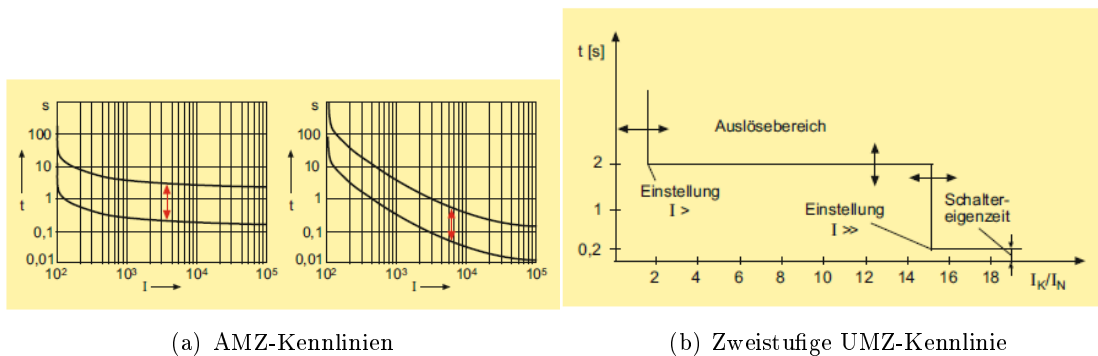 s
100
10
1
0,1
0,01
t
10² 10³ 10⁴ 10⁵
I
s
100
10
1
0,1
0,01
t
10² 10³ 10⁴ 10⁵
I
t [s]
Auslösebereich
2
1
0,2
Einstellung
I >
Einstellung
I >>
Schalter-
eigenzeit
2 4 6 8 10 12 14 16 18 I_K/I_N
(a) AMZ-Kennlinien
(b) Zweistufige UMZ-Kennlinie